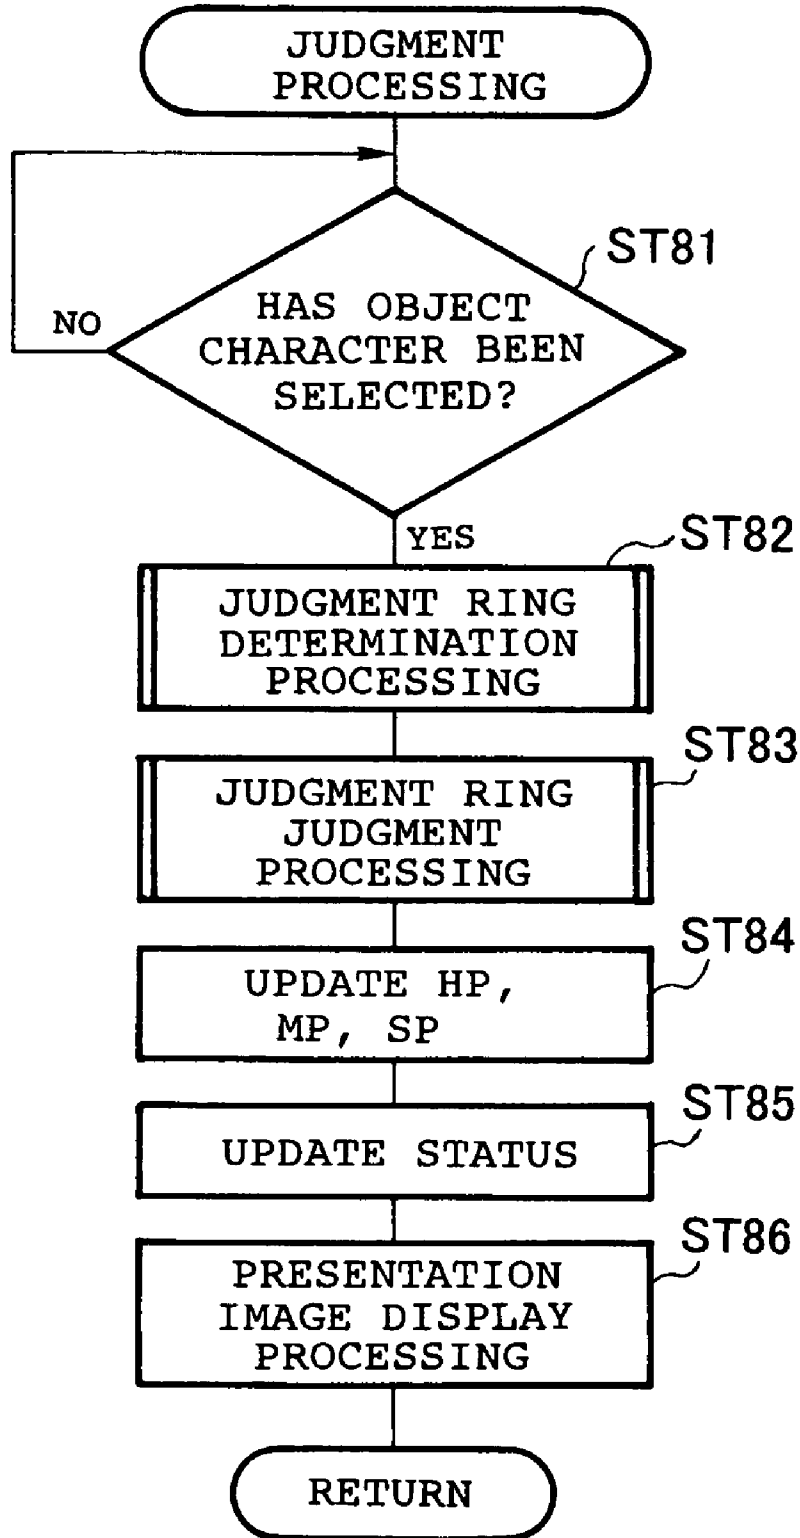 JUDGMENT
PROCESSING
ST81
HAS OBJECT
CHARACTER BEEN
SELECTED?
NO
YES
ST82
JUDGMENT RING
DETERMINATION
PROCESSING
ST83
JUDGMENT RING
JUDGMENT
PROCESSING
ST84
UPDATE HP,
MP, SP
ST85
UPDATE STATUS
ST86
PRESENTATION
IMAGE DISPLAY
PROCESSING
RETURN